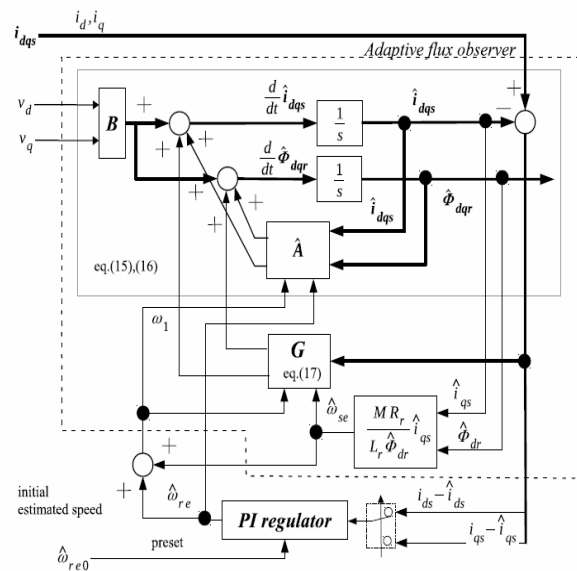 i_d, i_q
i_dqs
Adaptive flux observer
d/dt î_dqs
î_dqs
+
−
v_d
B
+
1/s
v_q
+
+
d/dt Φ̂_dqr
+
1/s
+
î_dqs
Φ̂_dqr
+
Â
eq.(15),(16)
ω_1
G
eq.(17)
ω̂_se
MR_r/(L_r Φ̂_dr) î_qs
î_qs
Φ̂_dr
+
+
initial
estimated speed
ω̂_re
PI regulator
i_ds−î_ds
preset
i_qs−î_qs
ω̂_re0